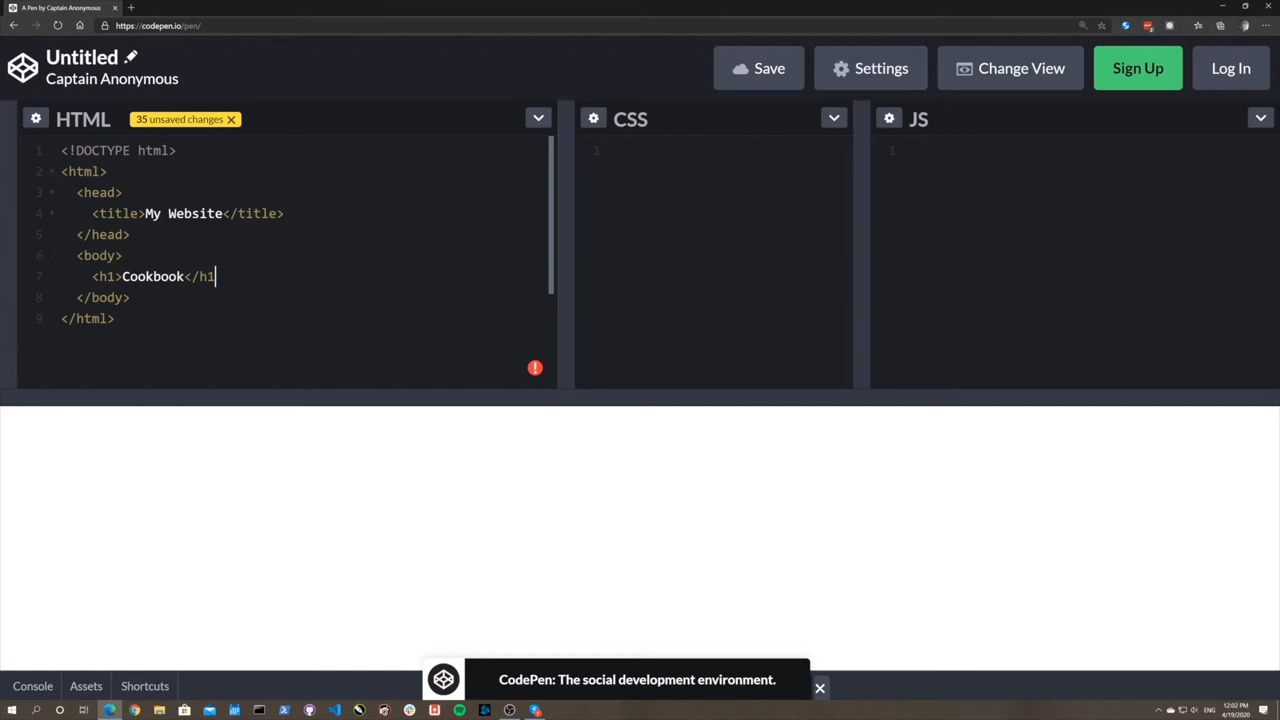 A Pen by Captain Anonymous
https://codepen.io/pen/
Untitled
Captain Anonymous
Save
Settings
Change View
Sign Up
Log In
HTML
35 unsaved changes
CSS
JS
1 <!DOCTYPE html>
2 <html>
3 <head>
4 <title>My Website</title>
5 </head>
6 <body>
7 <h1>Cookbook</h1
8 </body>
9 </html>
1
1
Console
Assets
Shortcuts
CodePen: The social development environment.
ENG
12:02 PM
4/19/2020